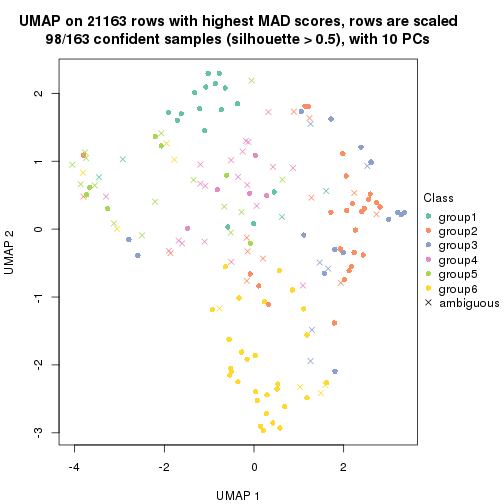 UMAP on 21163 rows with highest MAD scores, rows are scaled
98/163 confident samples (silhouette > 0.5), with 10 PCs
2
1
0
-1
-2
-3
UMAP 2
-4
-2
0
2
UMAP 1
Class
group1
group2
group3
group4
group5
group6
ambiguous